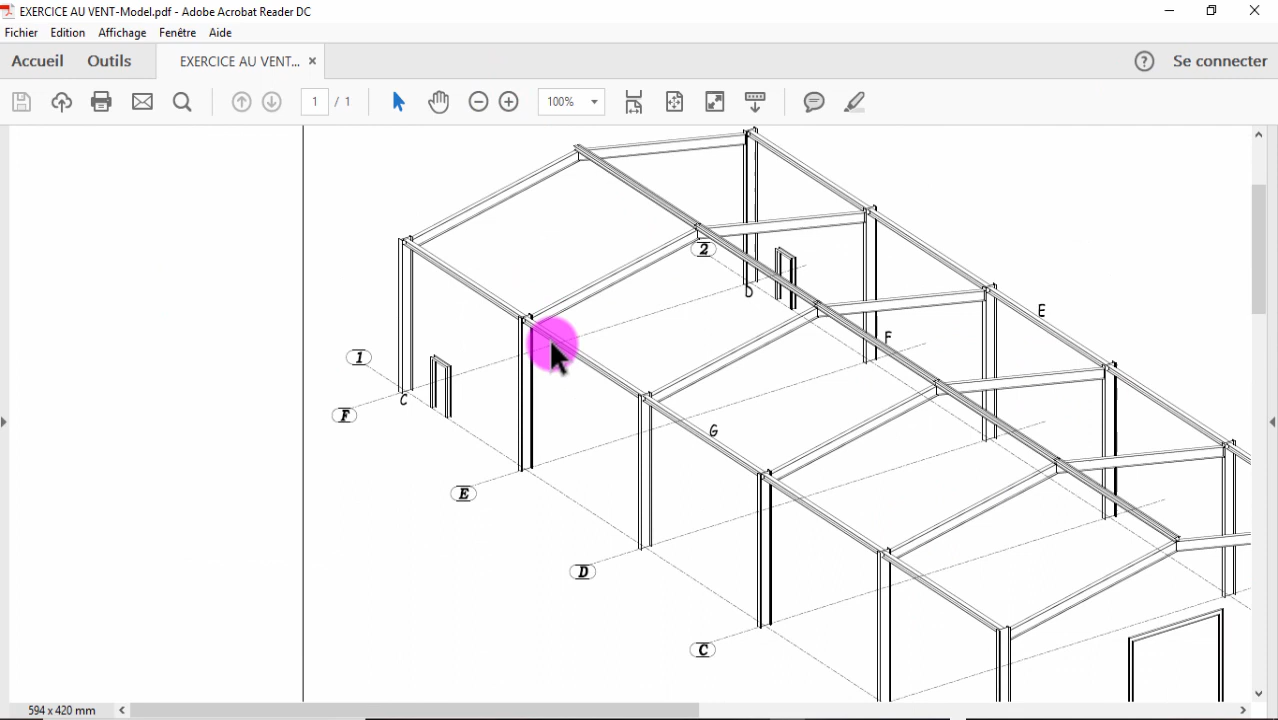 EXERCICE AU VENT-Model.pdf - Adobe Acrobat Reader DC
Fichier Edition Affichage Fenêtre Aide
Accueil Outils EXERCICE AU VENT... × ? Se connecter
1 / 1 100%
2
D
E
F
1
C
F
G
E
D
C
594 x 420 mm